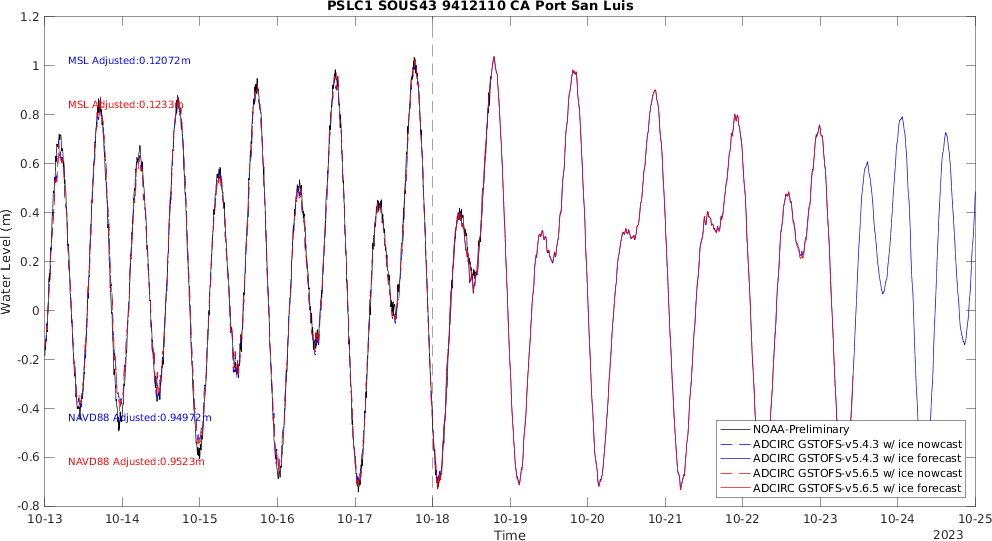 PSLC1 SOUS43 9412110 CA Port San Luis
1.2
1
0.8
0.6
0.4
0.2
0
-0.2
-0.4
-0.6
-0.8
Water Level (m)
MSL Adjusted:0.12072m
MSL Adjusted:0.1233m
NAVD88 Adjusted:0.94972m
NAVD88 Adjusted:0.9523m
NOAA-Preliminary
ADCIRC GSTOFS-v5.4.3 w/ ice nowcast
ADCIRC GSTOFS-v5.4.3 w/ ice forecast
ADCIRC GSTOFS-v5.6.5 w/ ice nowcast
ADCIRC GSTOFS-v5.6.5 w/ ice forecast
10-13 10-14 10-15 10-16 10-17 10-18 10-19 10-20 10-21 10-22 10-23 10-24 10-25
Time
2023